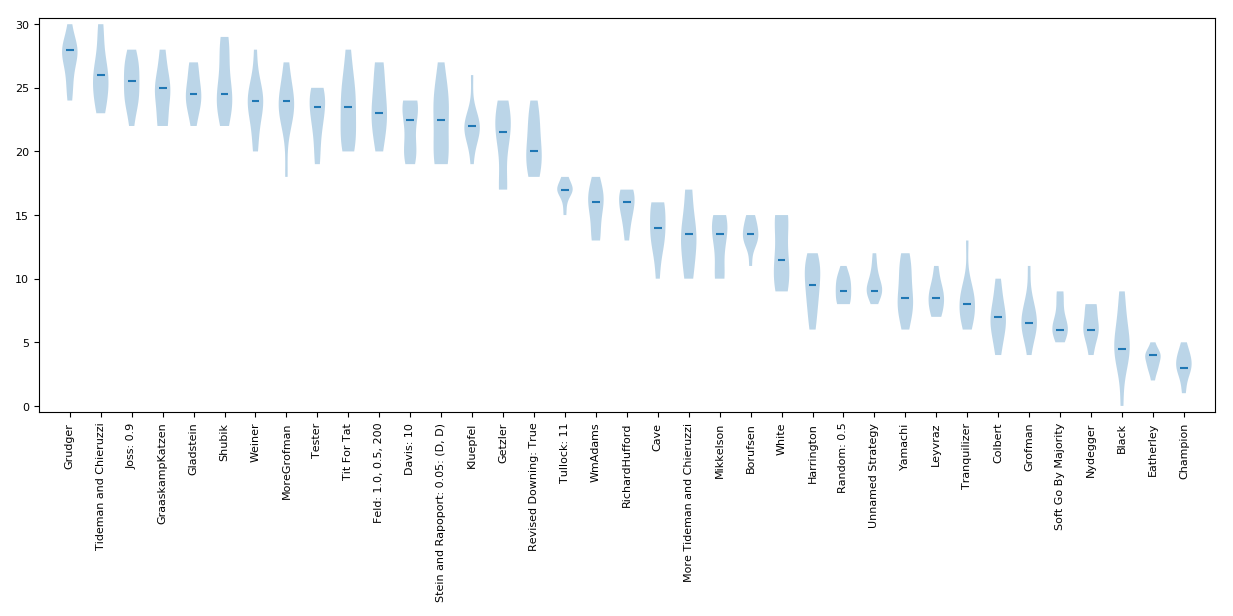 30
25
20
15
10
5
0
Grudger
Tideman and Chieruzzi
Joss: 0.9
GraaskampKatzen
Gladstein
Shubik
Weiner
MoreGrofman
Tester
Tit For Tat
Feld: 1.0, 0.5, 200
Davis: 10
Stein and Rapoport: 0.05: (D, D)
Kluepfel
Getzler
Revised Downing: True
Tullock: 11
WmAdams
RichardHufford
Cave
More Tideman and Chieruzzi
Mikkelson
Borufsen
White
Harrington
Random: 0.5
Unnamed Strategy
Yamachi
Leyvraz
Tranquilizer
Colbert
Grofman
Soft Go By Majority
Nydegger
Black
Eatherley
Champion